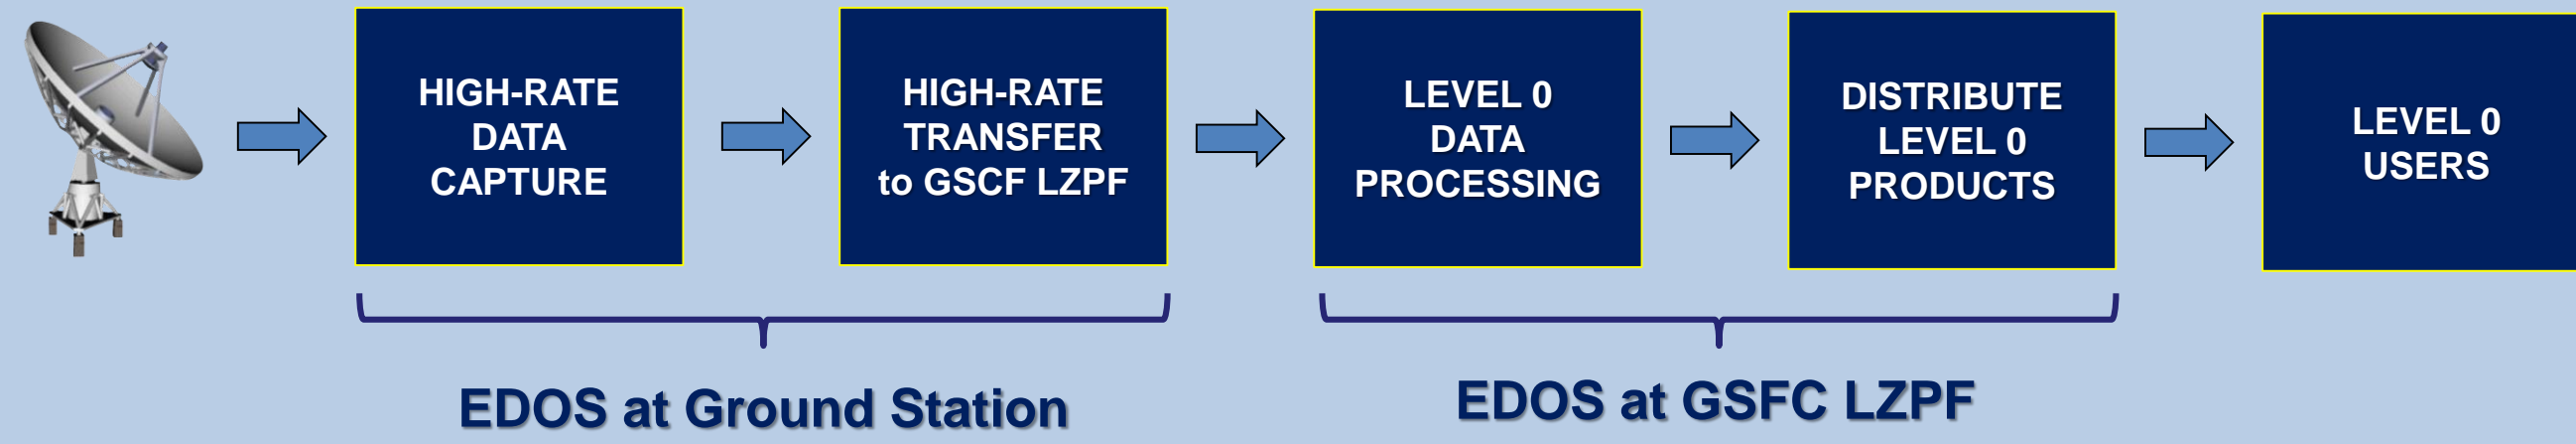 HIGH-RATE
DATA
CAPTURE
HIGH-RATE
TRANSFER
to GSCF LZPF
LEVEL 0
DATA
PROCESSING
DISTRIBUTE
LEVEL 0
PRODUCTS
LEVEL 0
USERS
EDOS at Ground Station
EDOS at GSFC LZPF